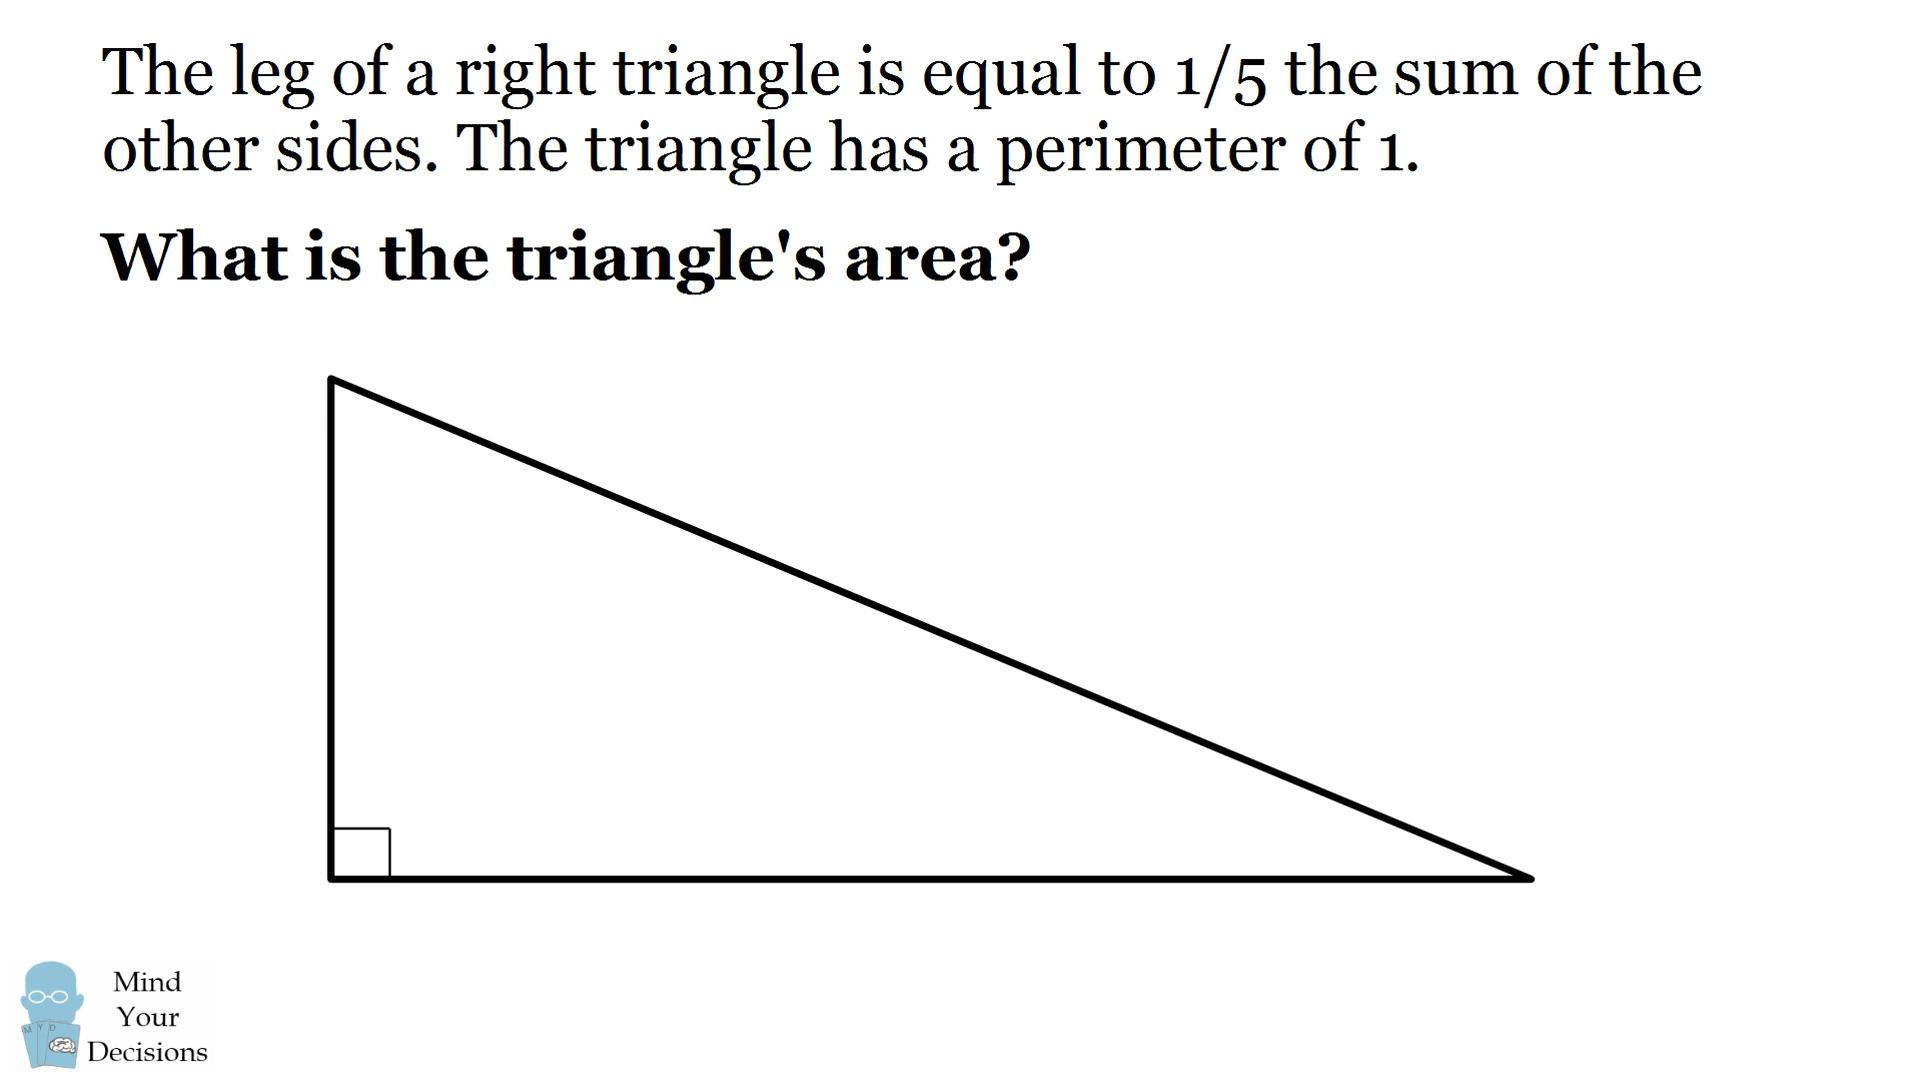 The leg of a right triangle is equal to 1/5 the sum of the
other sides. The triangle has a perimeter of 1.
What is the triangle's area?
M Y D
Mind
Your
Decisions